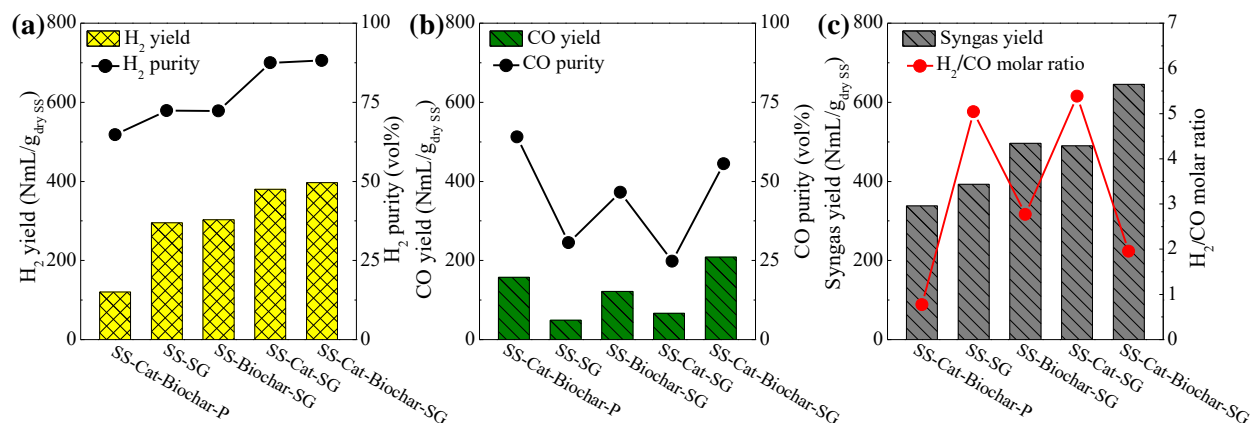 (a)
H₂ yield
H₂ purity
H₂ yield (NmL/g_dry SS)
800
600
400
200
0
H₂ purity (vol%)
100
75
50
25
0
SS-Cat-Biochar-P
SS-SG
SS-Biochar-SG
SS-Cat-SG
SS-Cat-Biochar-SG
(b)
CO yield
CO purity
CO yield (NmL/g_dry SS)
800
600
400
200
0
CO purity (vol%)
100
75
50
25
0
SS-Cat-Biochar-P
SS-SG
SS-Biochar-SG
SS-Cat-SG
SS-Cat-Biochar-SG
(c)
Syngas yield
H₂/CO molar ratio
Syngas yield (NmL/g_dry SS)
800
600
400
200
0
H₂/CO molar ratio
7
6
5
4
3
2
1
0
SS-Cat-Biochar-P
SS-SG
SS-Biochar-SG
SS-Cat-SG
SS-Cat-Biochar-SG